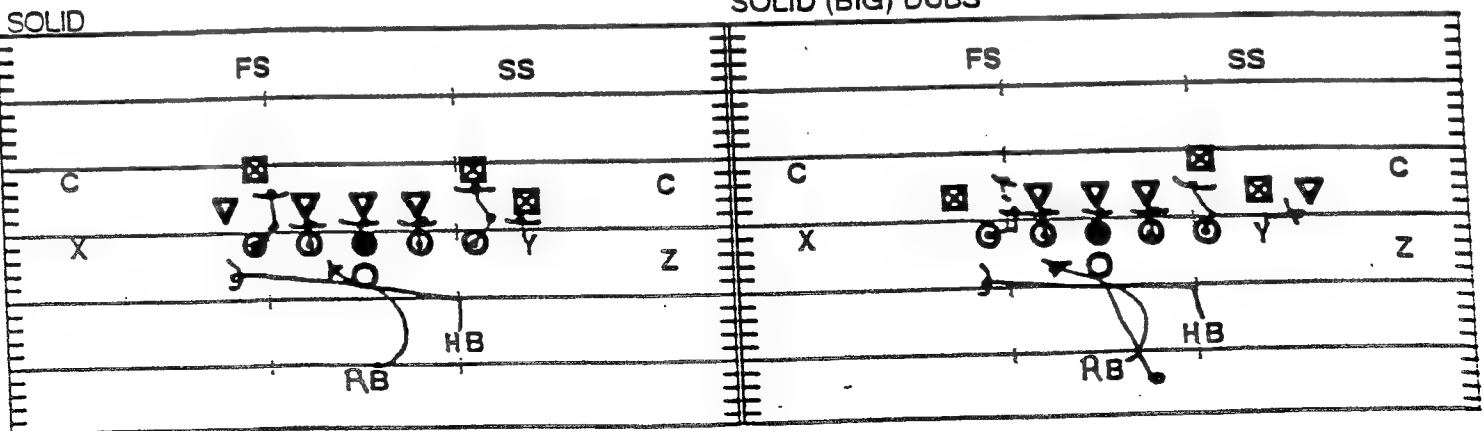 SOLID
SOLID (BIG) DUBS
FS SS
C C
X Y Z
HB
RB
FS SS
C C
X Y Z
HB
RB